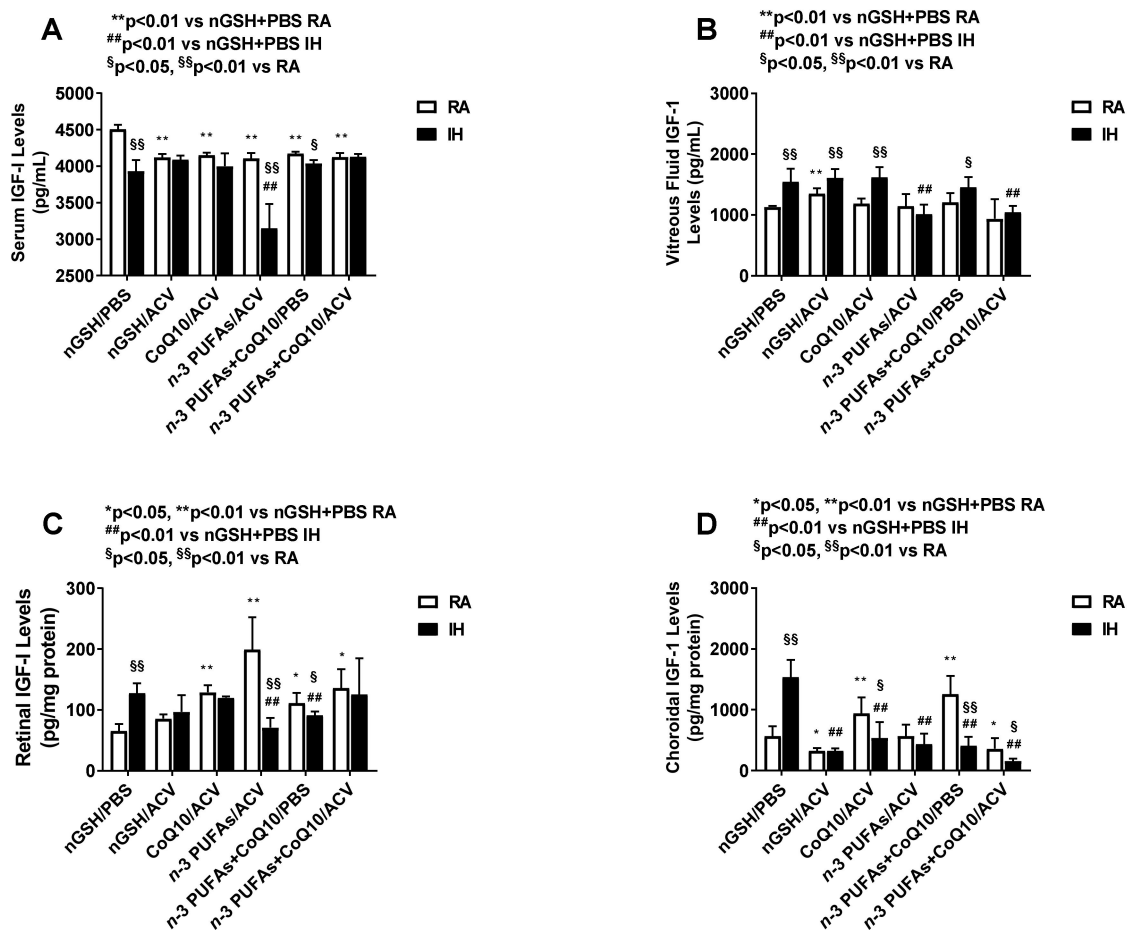 A
**p<0.01 vs nGSH+PBS RA
##p<0.01 vs nGSH+PBS IH
§p<0.05, §§p<0.01 vs RA
Serum IGF-I Levels
(pg/mL)
5000
4500
4000
3500
3000
2500
§§
**
**
**
§§
##
**
§
**
RA
IH
nGSH/PBS
nGSH/ACV
CoQ10/ACV
n-3 PUFAs/ACV
n-3 PUFAs+CoQ10/PBS
n-3 PUFAs+CoQ10/ACV
B
**p<0.01 vs nGSH+PBS RA
##p<0.01 vs nGSH+PBS IH
§p<0.05, §§p<0.01 vs RA
Vitreous Fluid IGF-1
Levels (pg/mL)
3000
2000
1000
0
§§
**
§§
§§
##
§
##
RA
IH
nGSH/PBS
nGSH/ACV
CoQ10/ACV
n-3 PUFAs/ACV
n-3 PUFAs+CoQ10/PBS
n-3 PUFAs+CoQ10/ACV
C
*p<0.05, **p<0.01 vs nGSH+PBS RA
##p<0.01 vs nGSH+PBS IH
§p<0.05, §§p<0.01 vs RA
Retinal IGF-I Levels
(pg/mg protein)
300
200
100
0
§§
**
**
§§
##
*
§
##
*
RA
IH
nGSH/PBS
nGSH/ACV
CoQ10/ACV
n-3 PUFAs/ACV
n-3 PUFAs+CoQ10/PBS
n-3 PUFAs+CoQ10/ACV
D
*p<0.05, **p<0.01 vs nGSH+PBS RA
##p<0.01 vs nGSH+PBS IH
§p<0.05, §§p<0.01 vs RA
Choroidal IGF-1 Levels
(pg/mg protein)
3000
2000
1000
0
§§
*
##
**
§
##
##
**
§§
##
*
§
##
RA
IH
nGSH/PBS
nGSH/ACV
CoQ10/ACV
n-3 PUFAs/ACV
n-3 PUFAs+CoQ10/PBS
n-3 PUFAs+CoQ10/ACV